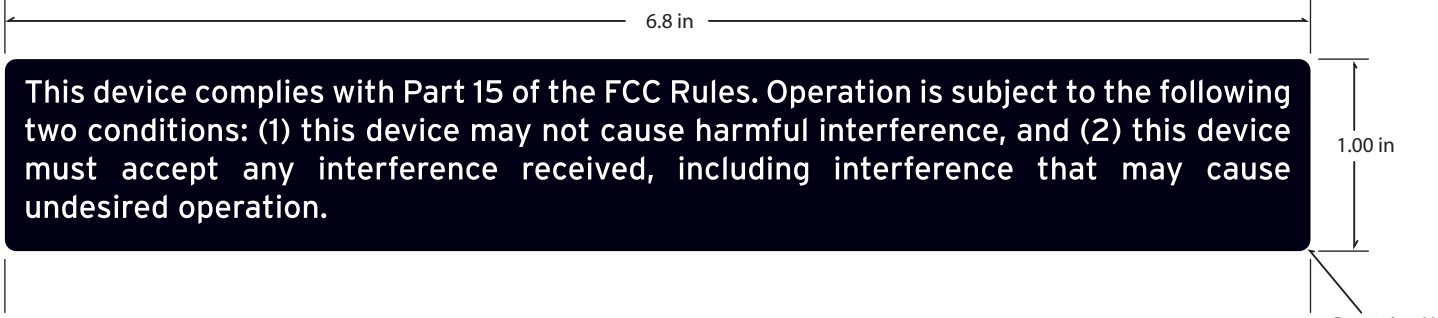 6.8 in
This device complies with Part 15 of the FCC Rules. Operation is subject to the following
two conditions: (1) this device may not cause harmful interference, and (2) this device
must accept any interference received, including interference that may cause
undesired operation.
1.00 in